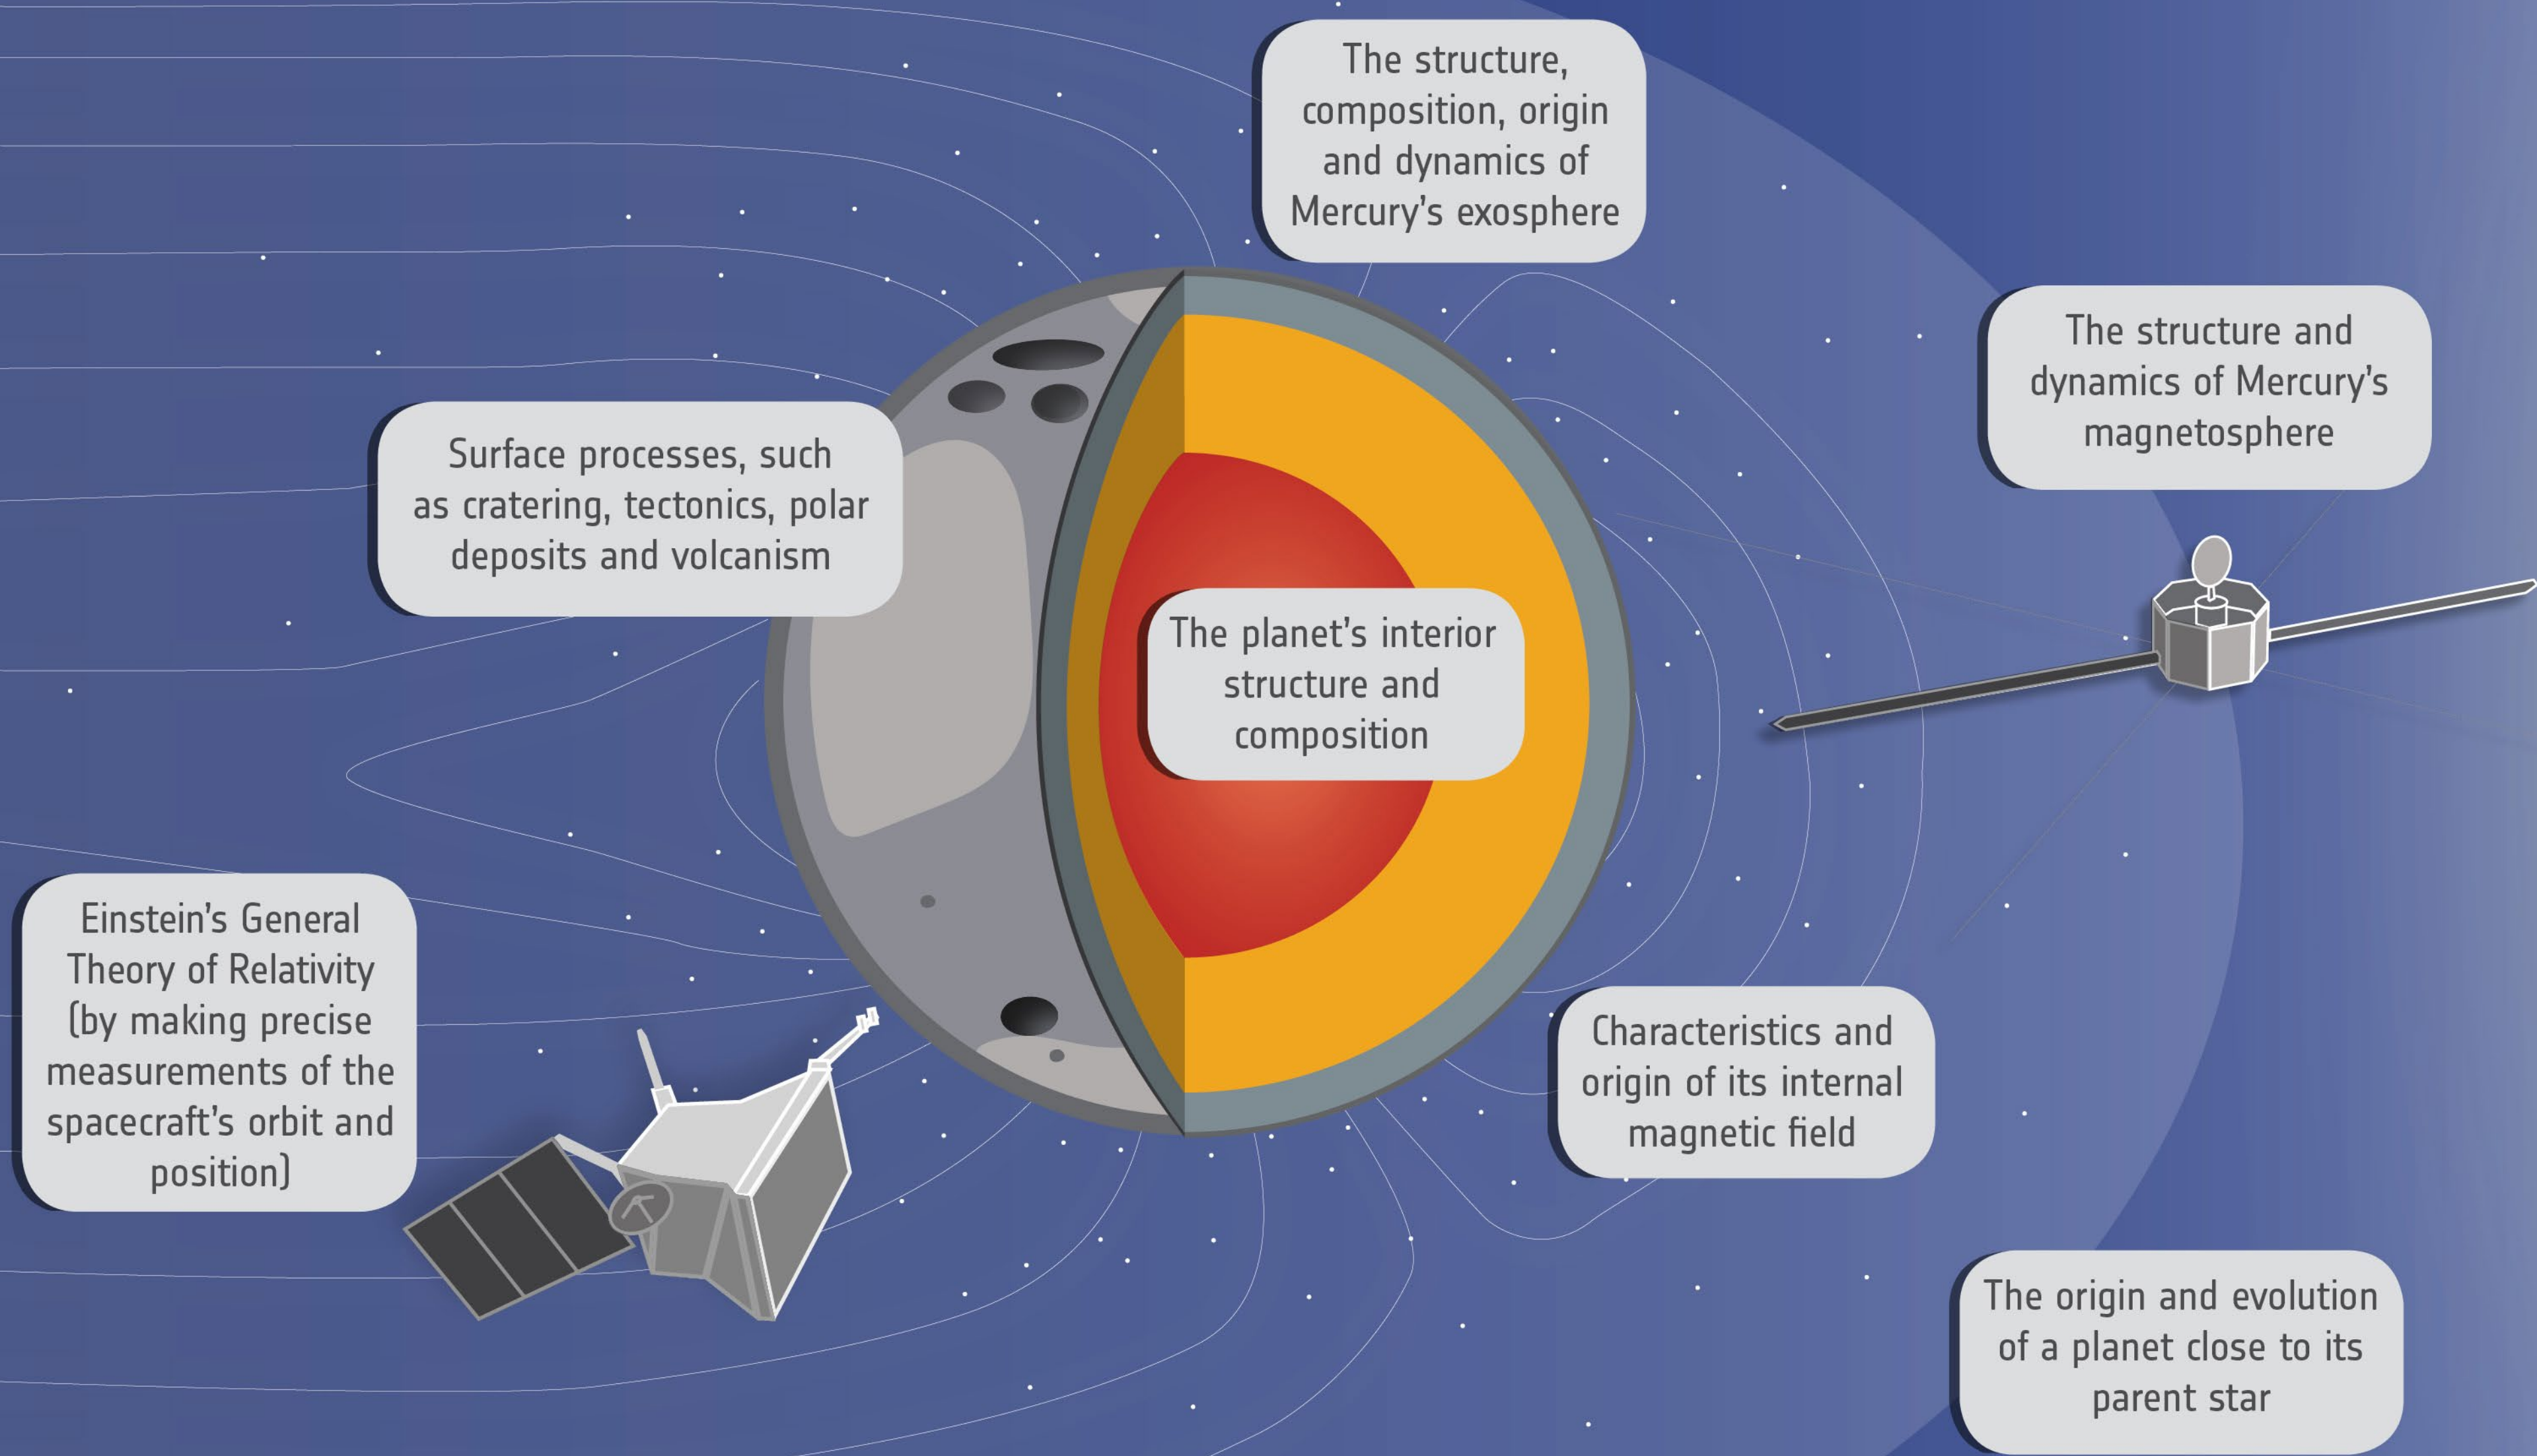 The structure,
composition, origin
and dynamics of
Mercury's exosphere
The structure and
dynamics of Mercury's
magnetosphere
Surface processes, such
as cratering, tectonics, polar
deposits and volcanism
The planet's interior
structure and
composition
Einstein's General
Theory of Relativity
(by making precise
measurements of the
spacecraft's orbit and
position)
Characteristics and
origin of its internal
magnetic field
The origin and evolution
of a planet close to its
parent star